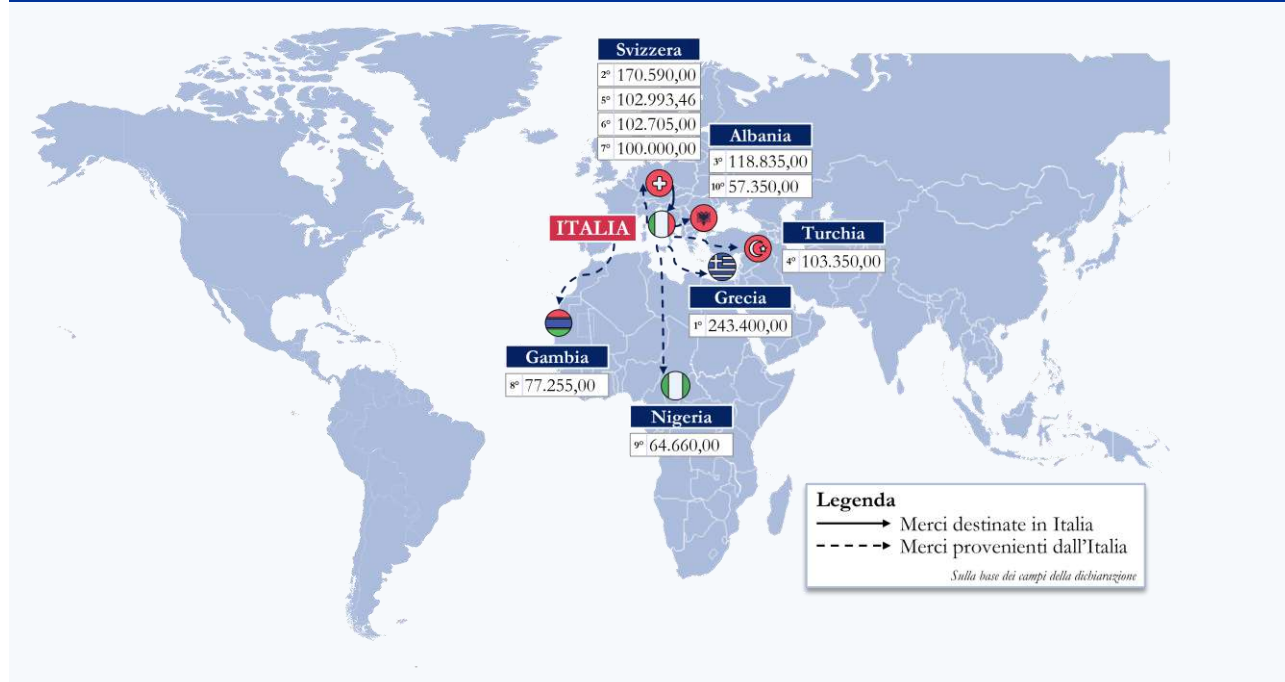 Svizzera
2° 170.590,00
5° 102.993,46
6° 102.705,00
7° 100.000,00
Albania
3° 118.835,00
10° 57.350,00
ITALIA
Turchia
4° 103.350,00
Grecia
1° 243.400,00
Gambia
8° 77.255,00
Nigeria
9° 64.660,00
Legenda
Merci destinate in Italia
Merci provenienti dall'Italia
Sulla base dei campi della dichiarazione